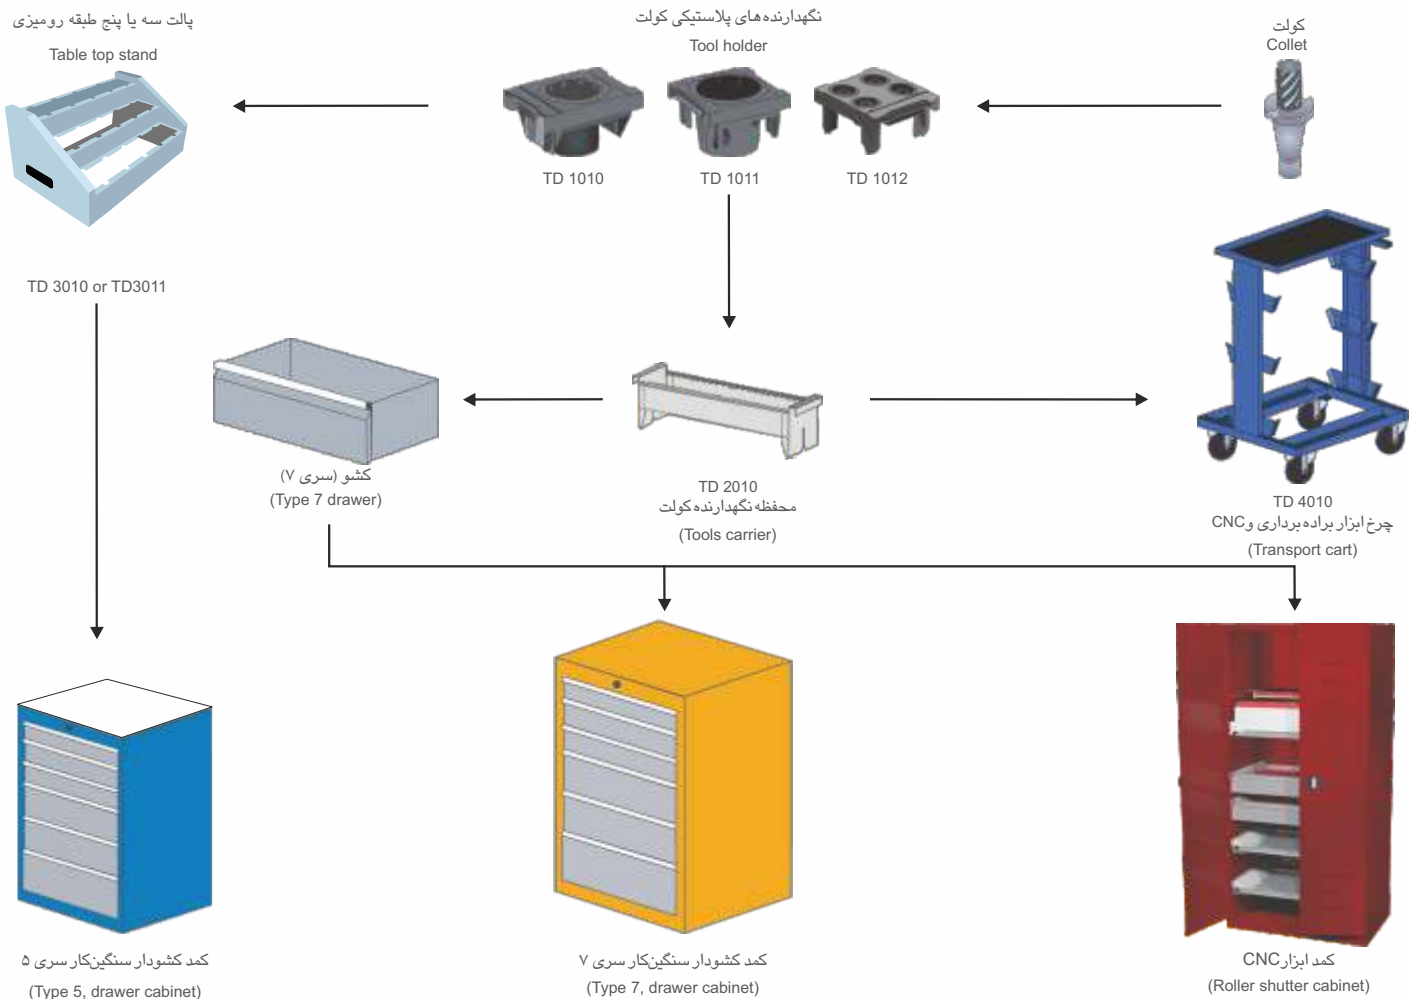 پالت سه یا پنج طبقه رومیزی
Table top stand
نگهدارنده‌های پلاستیکی کولت
Tool holder
کولت
Collet
TD 1010
TD 1011
TD 1012
TD 3010 or TD3011
کشو (سری ۷)
(Type 7 drawer)
TD 2010
محفظه نگهدارنده کولت
(Tools carrier)
TD 4010
چرخ ابزار براده برداری و CNC
(Transport cart)
کمد کشودار سنگین‌کار سری ۵
(Type 5, drawer cabinet)
کمد کشودار سنگین‌کار سری ۷
(Type 7, drawer cabinet)
کمد ابزار CNC
(Roller shutter cabinet)